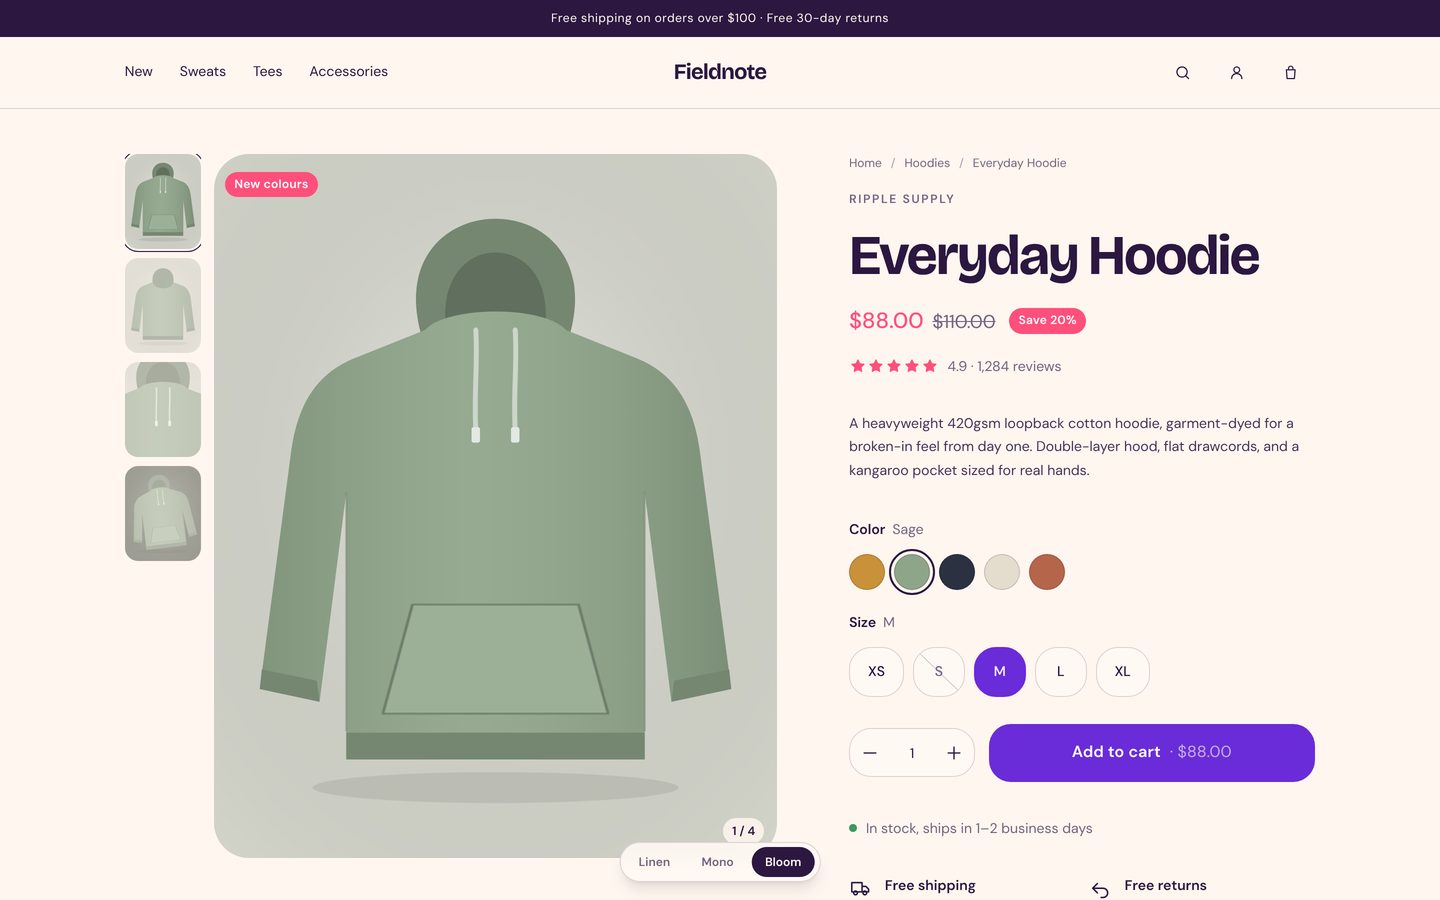 Free shipping on orders over $100 · Free 30-day returns
New Sweats Tees Accessories
Fieldnote
New colours
1 / 4
Home / Hoodies / Everyday Hoodie
RIPPLE SUPPLY
Everyday Hoodie
$88.00 $110.00 Save 20%
4.9 · 1,284 reviews
A heavyweight 420gsm loopback cotton hoodie, garment-dyed for a
broken-in feel from day one. Double-layer hood, flat drawcords, and a
kangaroo pocket sized for real hands.
Color Sage
Size M
XS S M L XL
1
Add to cart · $88.00
In stock, ships in 1–2 business days
Free shipping Free returns
Linen Mono Bloom